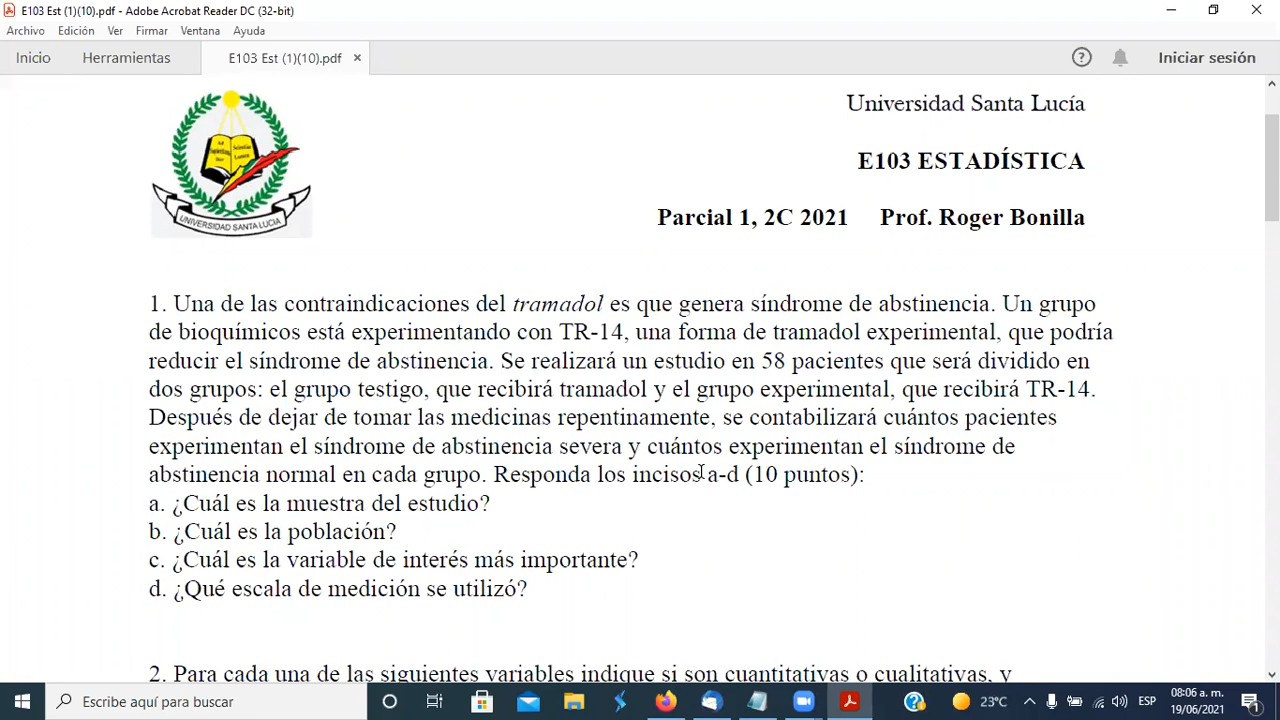 E103 Est (1)(10).pdf - Adobe Acrobat Reader DC (32-bit)
Archivo Edición Ver Firmar Ventana Ayuda
Inicio Herramientas E103 Est (1)(10).pdf × Iniciar sesión
Universidad Santa Lucía
E103 ESTADÍSTICA
Parcial 1, 2C 2021 Prof. Roger Bonilla
UNIVERSIDAD SANTA LUCIA
1. Una de las contraindicaciones del tramadol es que genera síndrome de abstinencia. Un grupo
de bioquímicos está experimentando con TR-14, una forma de tramadol experimental, que podría
reducir el síndrome de abstinencia. Se realizará un estudio en 58 pacientes que será dividido en
dos grupos: el grupo testigo, que recibirá tramadol y el grupo experimental, que recibirá TR-14.
Después de dejar de tomar las medicinas repentinamente, se contabilizará cuántos pacientes
experimentan el síndrome de abstinencia severa y cuántos experimentan el síndrome de
abstinencia normal en cada grupo. Responda los incisos a-d (10 puntos):
a. ¿Cuál es la muestra del estudio?
b. ¿Cuál es la población?
c. ¿Cuál es la variable de interés más importante?
d. ¿Qué escala de medición se utilizó?
2. Para cada una de las siguientes variables indique si son cuantitativas o cualitativas, y
Escribe aquí para buscar 23°C ESP 08:06 a. m.
19/06/2021